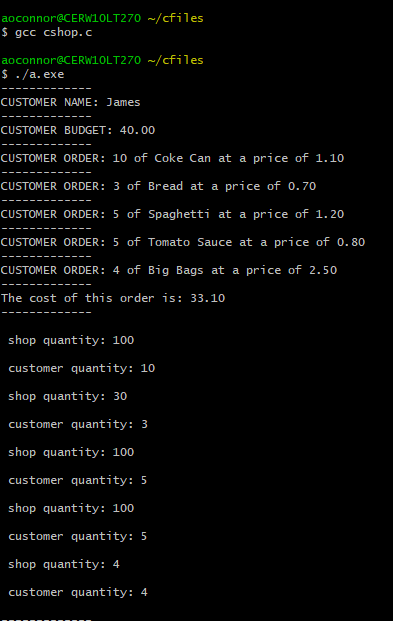 aoconnor@CERW10LT270 ~/cfiles
$ gcc cshop.c
aoconnor@CERW10LT270 ~/cfiles
$ ./a.exe
-------------
CUSTOMER NAME: James
-------------
CUSTOMER BUDGET: 40.00
-------------
CUSTOMER ORDER: 10 of Coke Can at a price of 1.10
-------------
CUSTOMER ORDER: 3 of Bread at a price of 0.70
-------------
CUSTOMER ORDER: 5 of Spaghetti at a price of 1.20
-------------
CUSTOMER ORDER: 5 of Tomato Sauce at a price of 0.80
-------------
CUSTOMER ORDER: 4 of Big Bags at a price of 2.50
-------------
The cost of this order is: 33.10
-------------
shop quantity: 100
customer quantity: 10
shop quantity: 30
customer quantity: 3
shop quantity: 100
customer quantity: 5
shop quantity: 100
customer quantity: 5
shop quantity: 4
customer quantity: 4
-------------